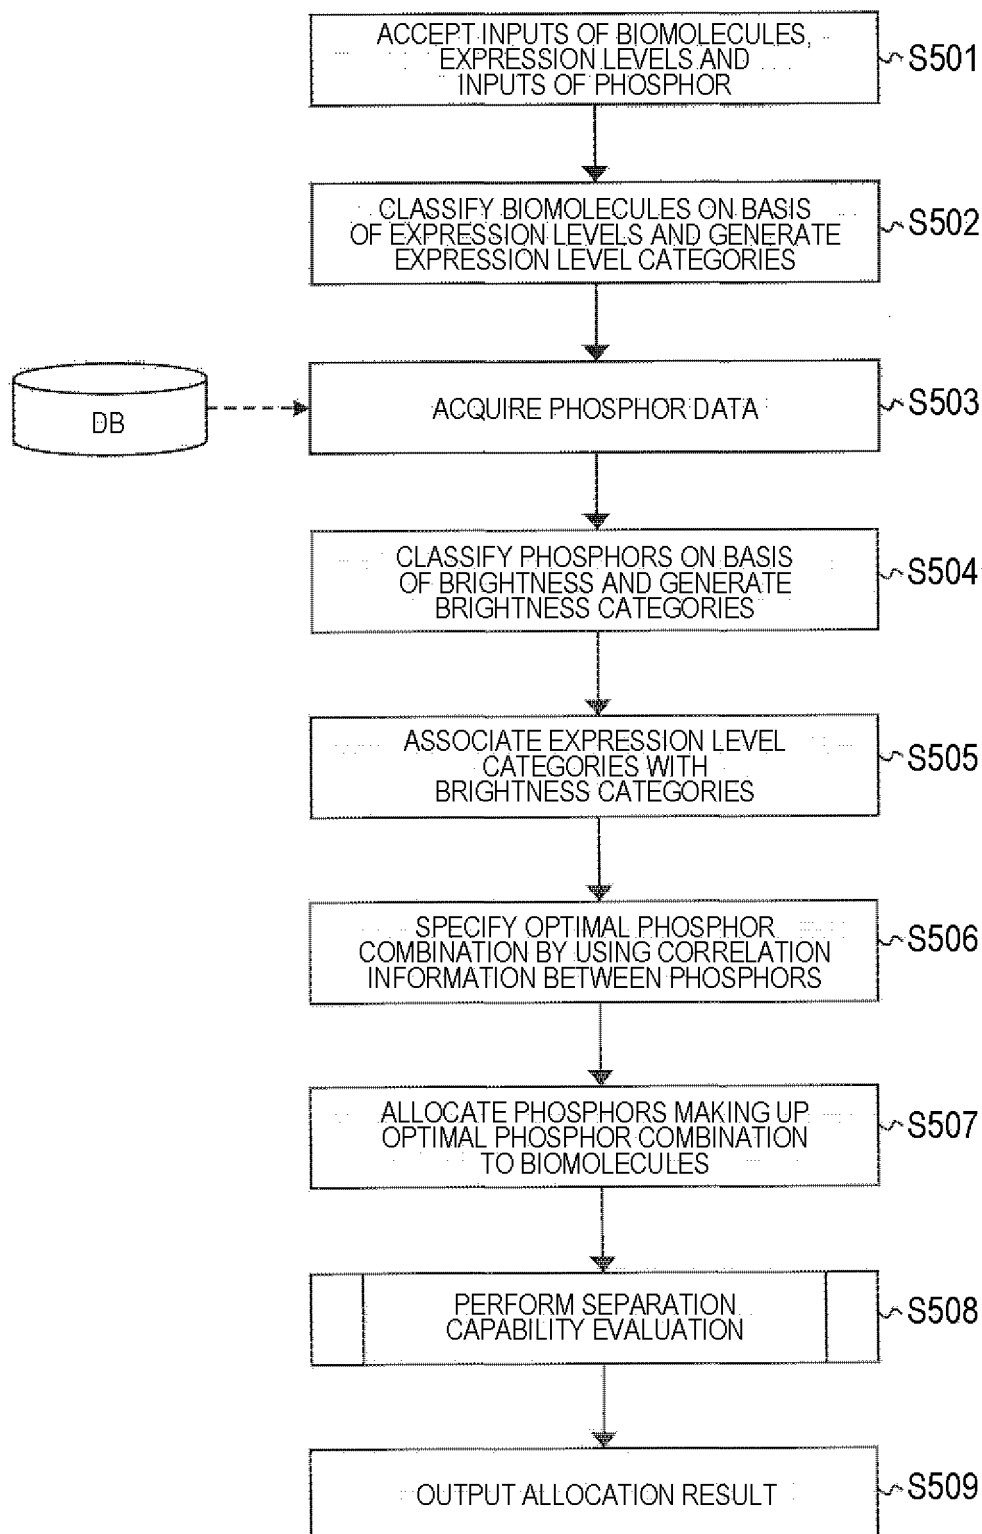 ACCEPT INPUTS OF BIOMOLECULES,
EXPRESSION LEVELS AND
INPUTS OF PHOSPHOR
S501
CLASSIFY BIOMOLECULES ON BASIS
OF EXPRESSION LEVELS AND GENERATE
EXPRESSION LEVEL CATEGORIES
S502
DB
ACQUIRE PHOSPHOR DATA
S503
CLASSIFY PHOSPHORS ON BASIS
OF BRIGHTNESS AND GENERATE
BRIGHTNESS CATEGORIES
S504
ASSOCIATE EXPRESSION LEVEL
CATEGORIES WITH
BRIGHTNESS CATEGORIES
S505
SPECIFY OPTIMAL PHOSPHOR
COMBINATION BY USING CORRELATION
INFORMATION BETWEEN PHOSPHORS
S506
ALLOCATE PHOSPHORS MAKING UP
OPTIMAL PHOSPHOR COMBINATION
TO BIOMOLECULES
S507
PERFORM SEPARATION
CAPABILITY EVALUATION
S508
OUTPUT ALLOCATION RESULT
S509